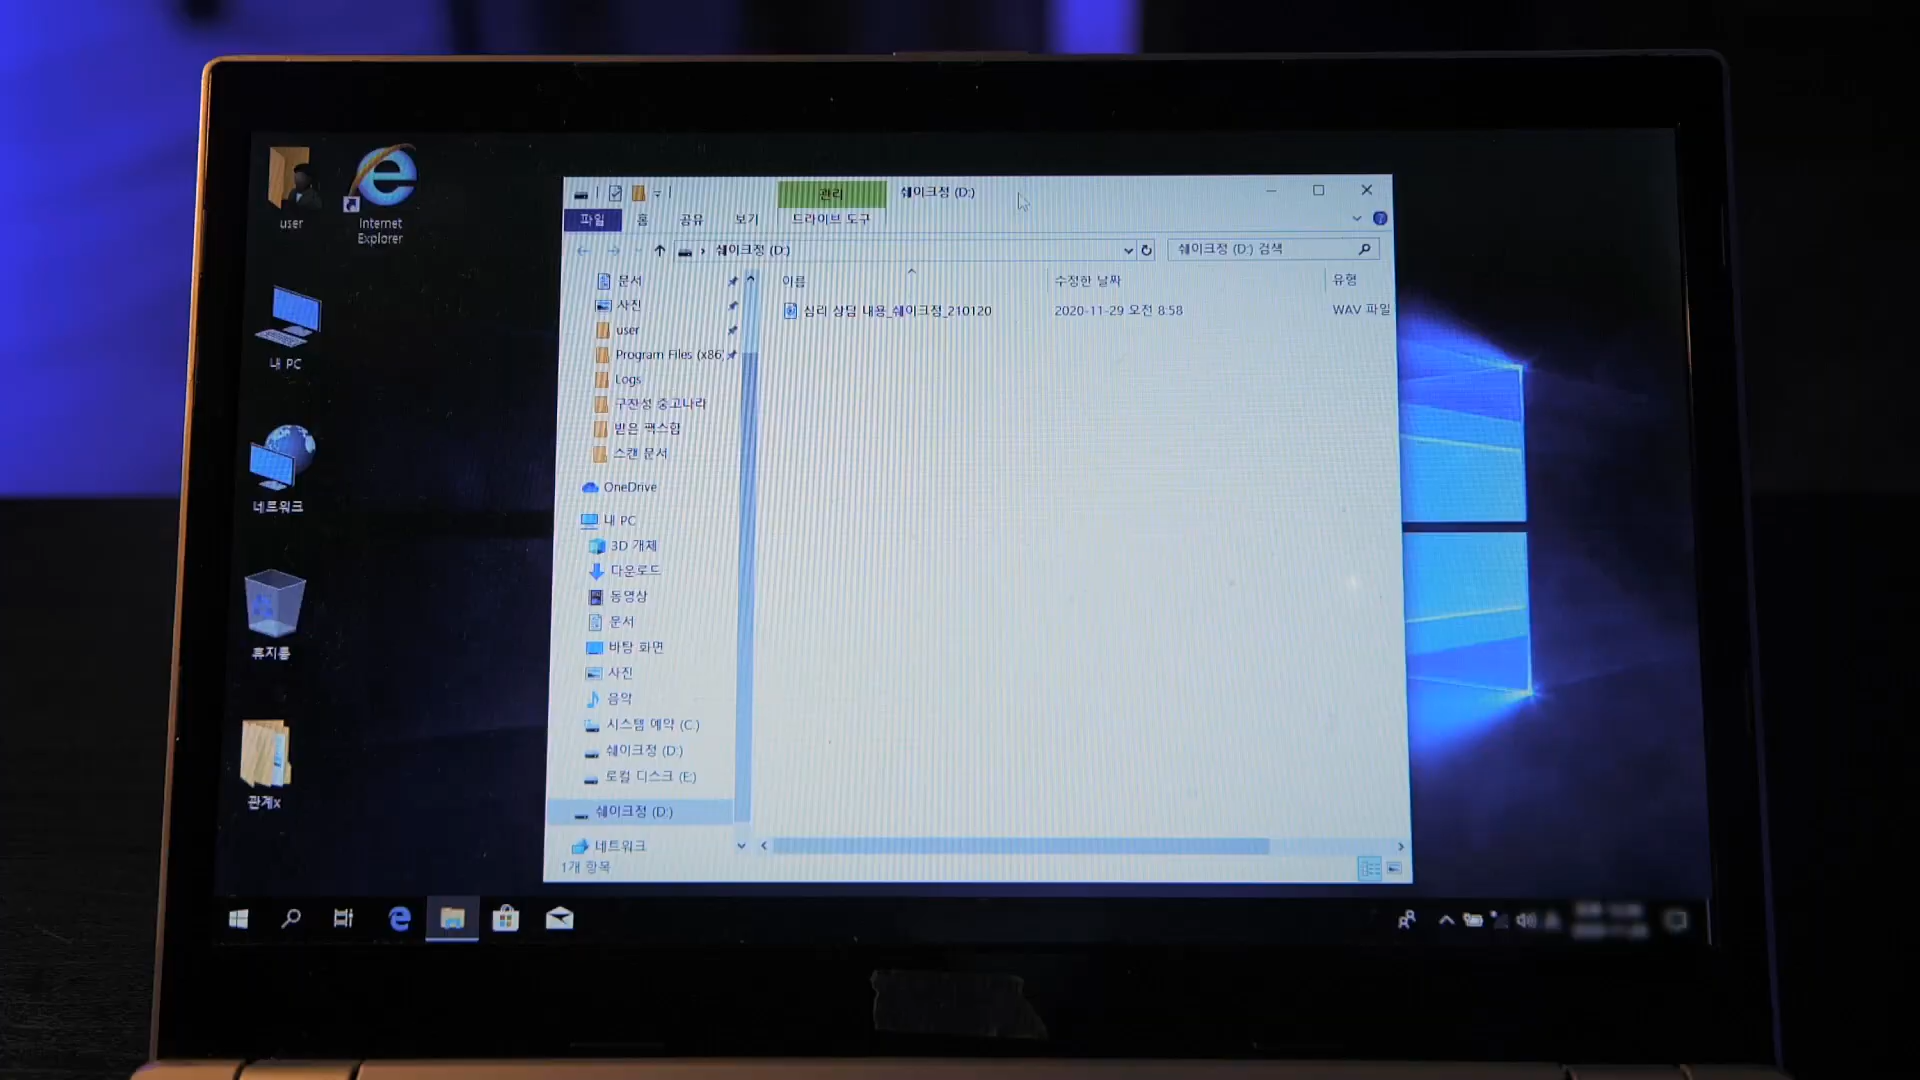 user
Internet
Explorer
내 PC
네트워크
휴지통
관계x
관리
쉐이크정 (D:)
파일
홈
공유
보기
드라이브 도구
쉐이크정 (D:)
쉐이크정 (D:) 검색
이름
수정한 날짜
유형
심리 상담 내용_쉐이크정_210120
2020-11-29 오전 8:58
WAV 파일
문서
사진
user
Program Files (x86)
Logs
구잔성 중고나라
받은 팩스함
스캔 문서
OneDrive
내 PC
3D 개체
다운로드
동영상
문서
바탕 화면
사진
음악
시스템 예약 (C:)
쉐이크정 (D:)
로컬 디스크 (E:)
쉐이크정 (D:)
네트워크
1개 항목